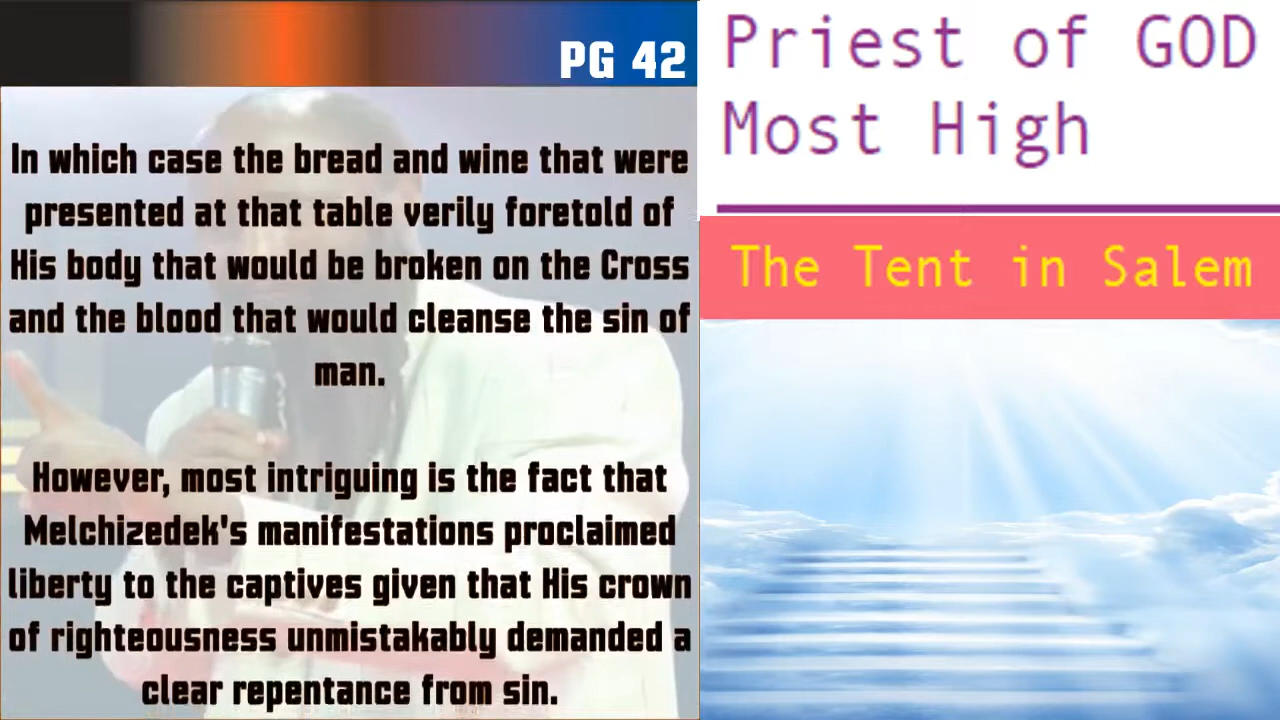 PG 42
In which case the bread and wine that were
presented at that table verily foretold of
His body that would be broken on the Cross
and the blood that would cleanse the sin of
man.
However, most intriguing is the fact that
Melchizedek's manifestations proclaimed
liberty to the captives given that His crown
of righteousness unmistakably demanded a
clear repentance from sin.
Priest of GOD
Most High
The Tent in Salem